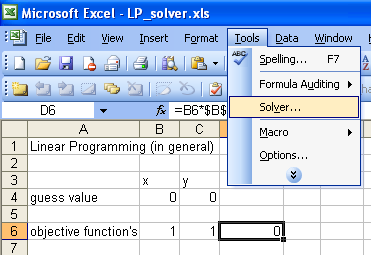 Microsoft Excel - LP_solver.xls
File Edit View Insert Format Tools Data Window
ABC Spelling... F7
Formula Auditing
Solver...
Macro
Options...
D6 =B6*$B$
A B C
1 Linear Programming (in general)
2
3 x y
4 guess value 0 0
5
6 objective function's 1 1 0
7